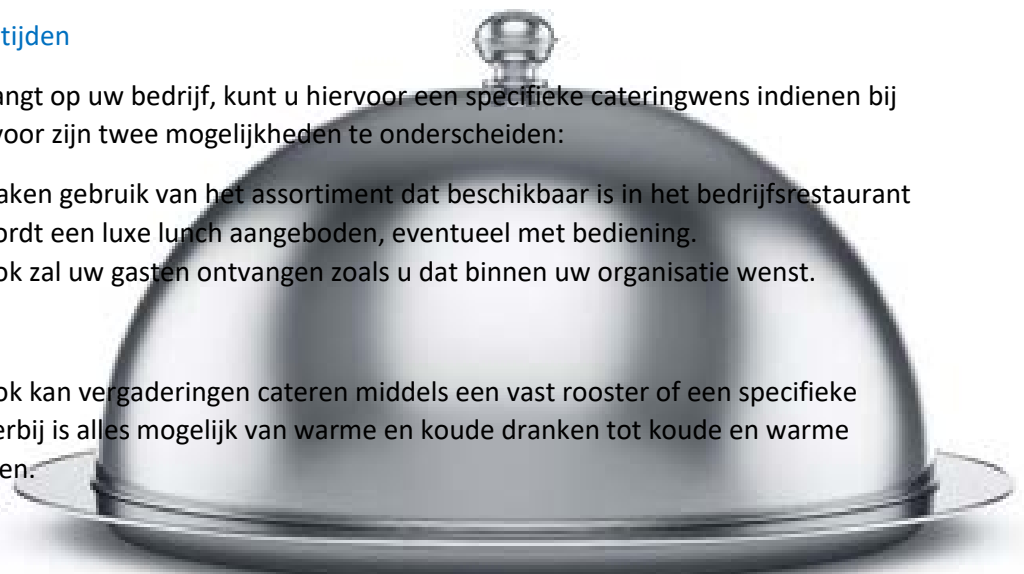 tijden
angt op uw bedrijf, kunt u hiervoor een specifieke cateringwens indienen bij
voor zijn twee mogelijkheden te onderscheiden:
aken gebruik van het assortiment dat beschikbaar is in het bedrijfsrestaurant
ordt een luxe lunch aangeboden, eventueel met bediening.
ok zal uw gasten ontvangen zoals u dat binnen uw organisatie wenst.
ok kan vergaderingen cateren middels een vast rooster of een specifieke
erbij is alles mogelijk van warme en koude dranken tot koude en warme
en.